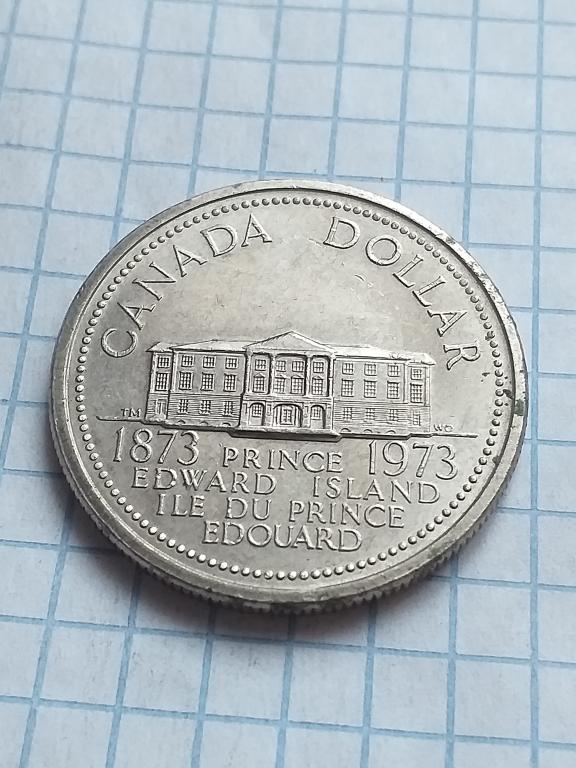 CANADA DOLLAR
TM WO
1873 PRINCE 1973
EDWARD ISLAND
ILE DU PRINCE
EDOUARD